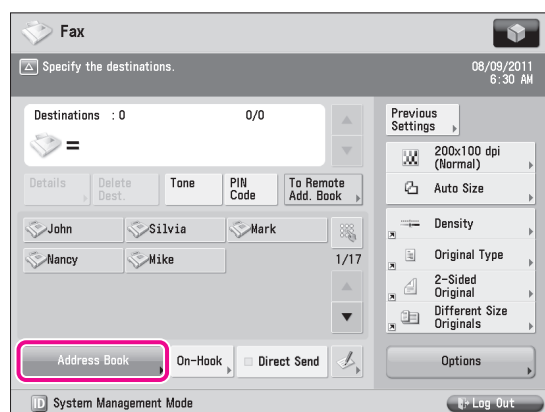 Fax
Specify the destinations.
08/09/2011
6:30 AM
Destinations : 0
0/0
=
Details
Delete
Dest.
Tone
PIN
Code
To Remote
Add. Book
John
Silvia
Mark
Nancy
Mike
1/17
Address Book
On-Hook
Direct Send
Previous
Settings
200x100 dpi
(Normal)
Auto Size
Density
Original Type
2-Sided
Original
Different Size
Originals
Options
ID System Management Mode
Log Out